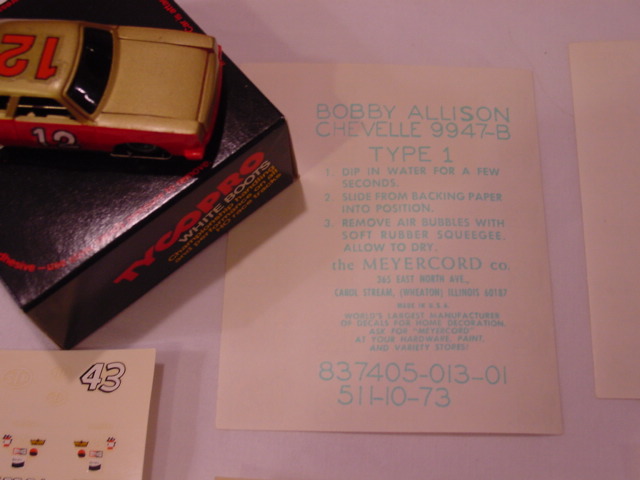 12
12
TYCOPRO
WHITE BOOTS
BOBBY ALLISON
CHEVELLE 9947-B
TYPE 1
1. DIP IN WATER FOR A FEW
SECONDS.
2. SLIDE FROM BACKING PAPER
INTO POSITION.
3. REMOVE AIR BUBBLES WITH
SOFT RUBBER SQUEEGEE.
ALLOW TO DRY.
the MEYERCORD co.
365 EAST NORTH AVE.,
CAROL STREAM, (WHEATON) ILLINOIS 60187
MADE IN U.S.A.
WORLD'S LARGEST MANUFACTURER
OF DECALS FOR HOME DECORATION.
ASK FOR "MEYERCORD"
AT YOUR HARDWARE, PAINT,
AND VARIETY STORES!
837405-013-01
511-10-73
43